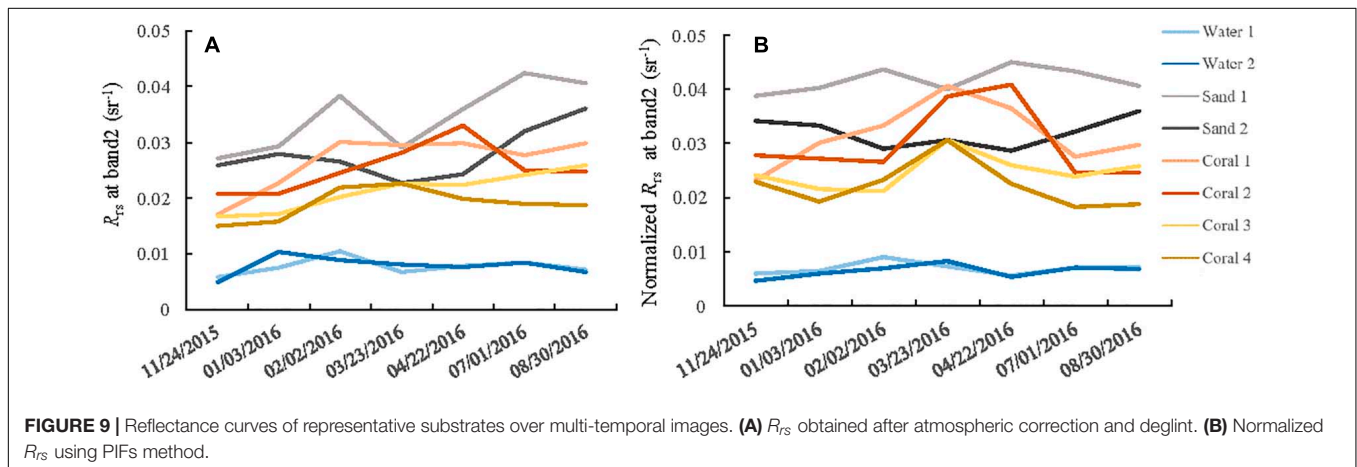 A
R_rs at band2 (sr⁻¹)
0.05
0.04
0.03
0.02
0.01
0
11/24/2015
01/03/2016
02/02/2016
03/23/2016
04/22/2016
07/01/2016
08/30/2016
B
Normalized R_rs at band2 (sr⁻¹)
0.05
0.04
0.03
0.02
0.01
0
11/24/2015
01/03/2016
02/02/2016
03/23/2016
04/22/2016
07/01/2016
08/30/2016
Water 1
Water 2
Sand 1
Sand 2
Coral 1
Coral 2
Coral 3
Coral 4
FIGURE 9 | Reflectance curves of representative substrates over multi-temporal images. (A) R_rs obtained after atmospheric correction and deglint. (B) Normalized
R_rs using PIFs method.